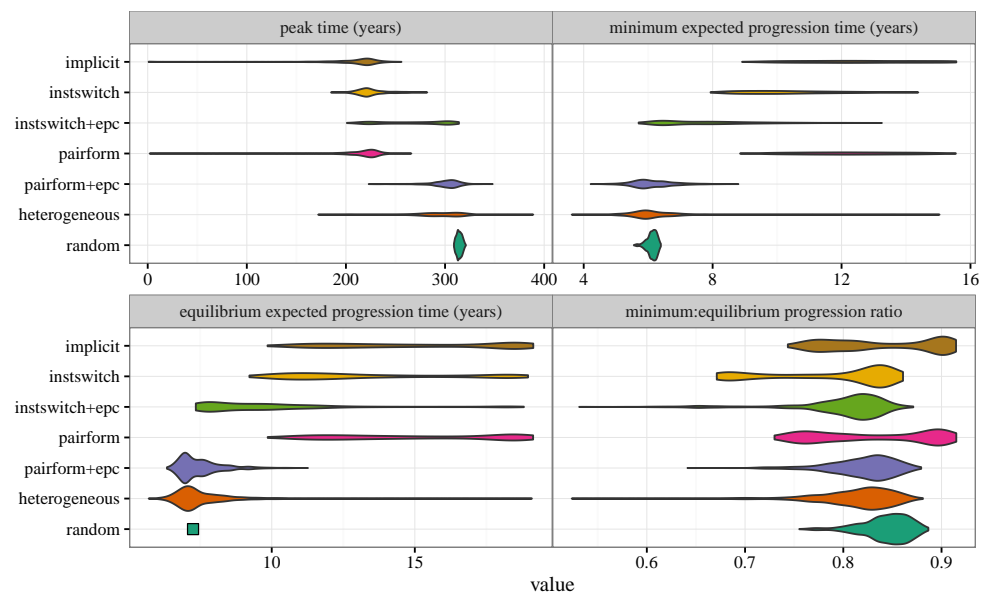 peak time (years) minimum expected progression time (years)
implicit
instswitch
instswitch+epc
pairform
pairform+epc
heterogeneous
random
0 100 200 300 400 4 8 12 16
equilibrium expected progression time (years) minimum:equilibrium progression ratio
implicit
instswitch
instswitch+epc
pairform
pairform+epc
heterogeneous
random
10 15 0.6 0.7 0.8 0.9
value